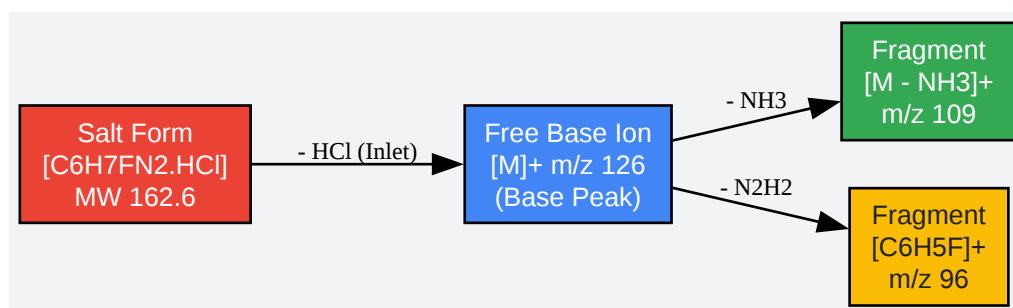 Salt Form
[C6H7FN2.HCl]
MW 162.6
- HCl (Inlet)
Free Base Ion
[M]+ m/z 126
(Base Peak)
- NH3
Fragment
[M - NH3]+
m/z 109
- N2H2
Fragment
[C6H5F]+
m/z 96